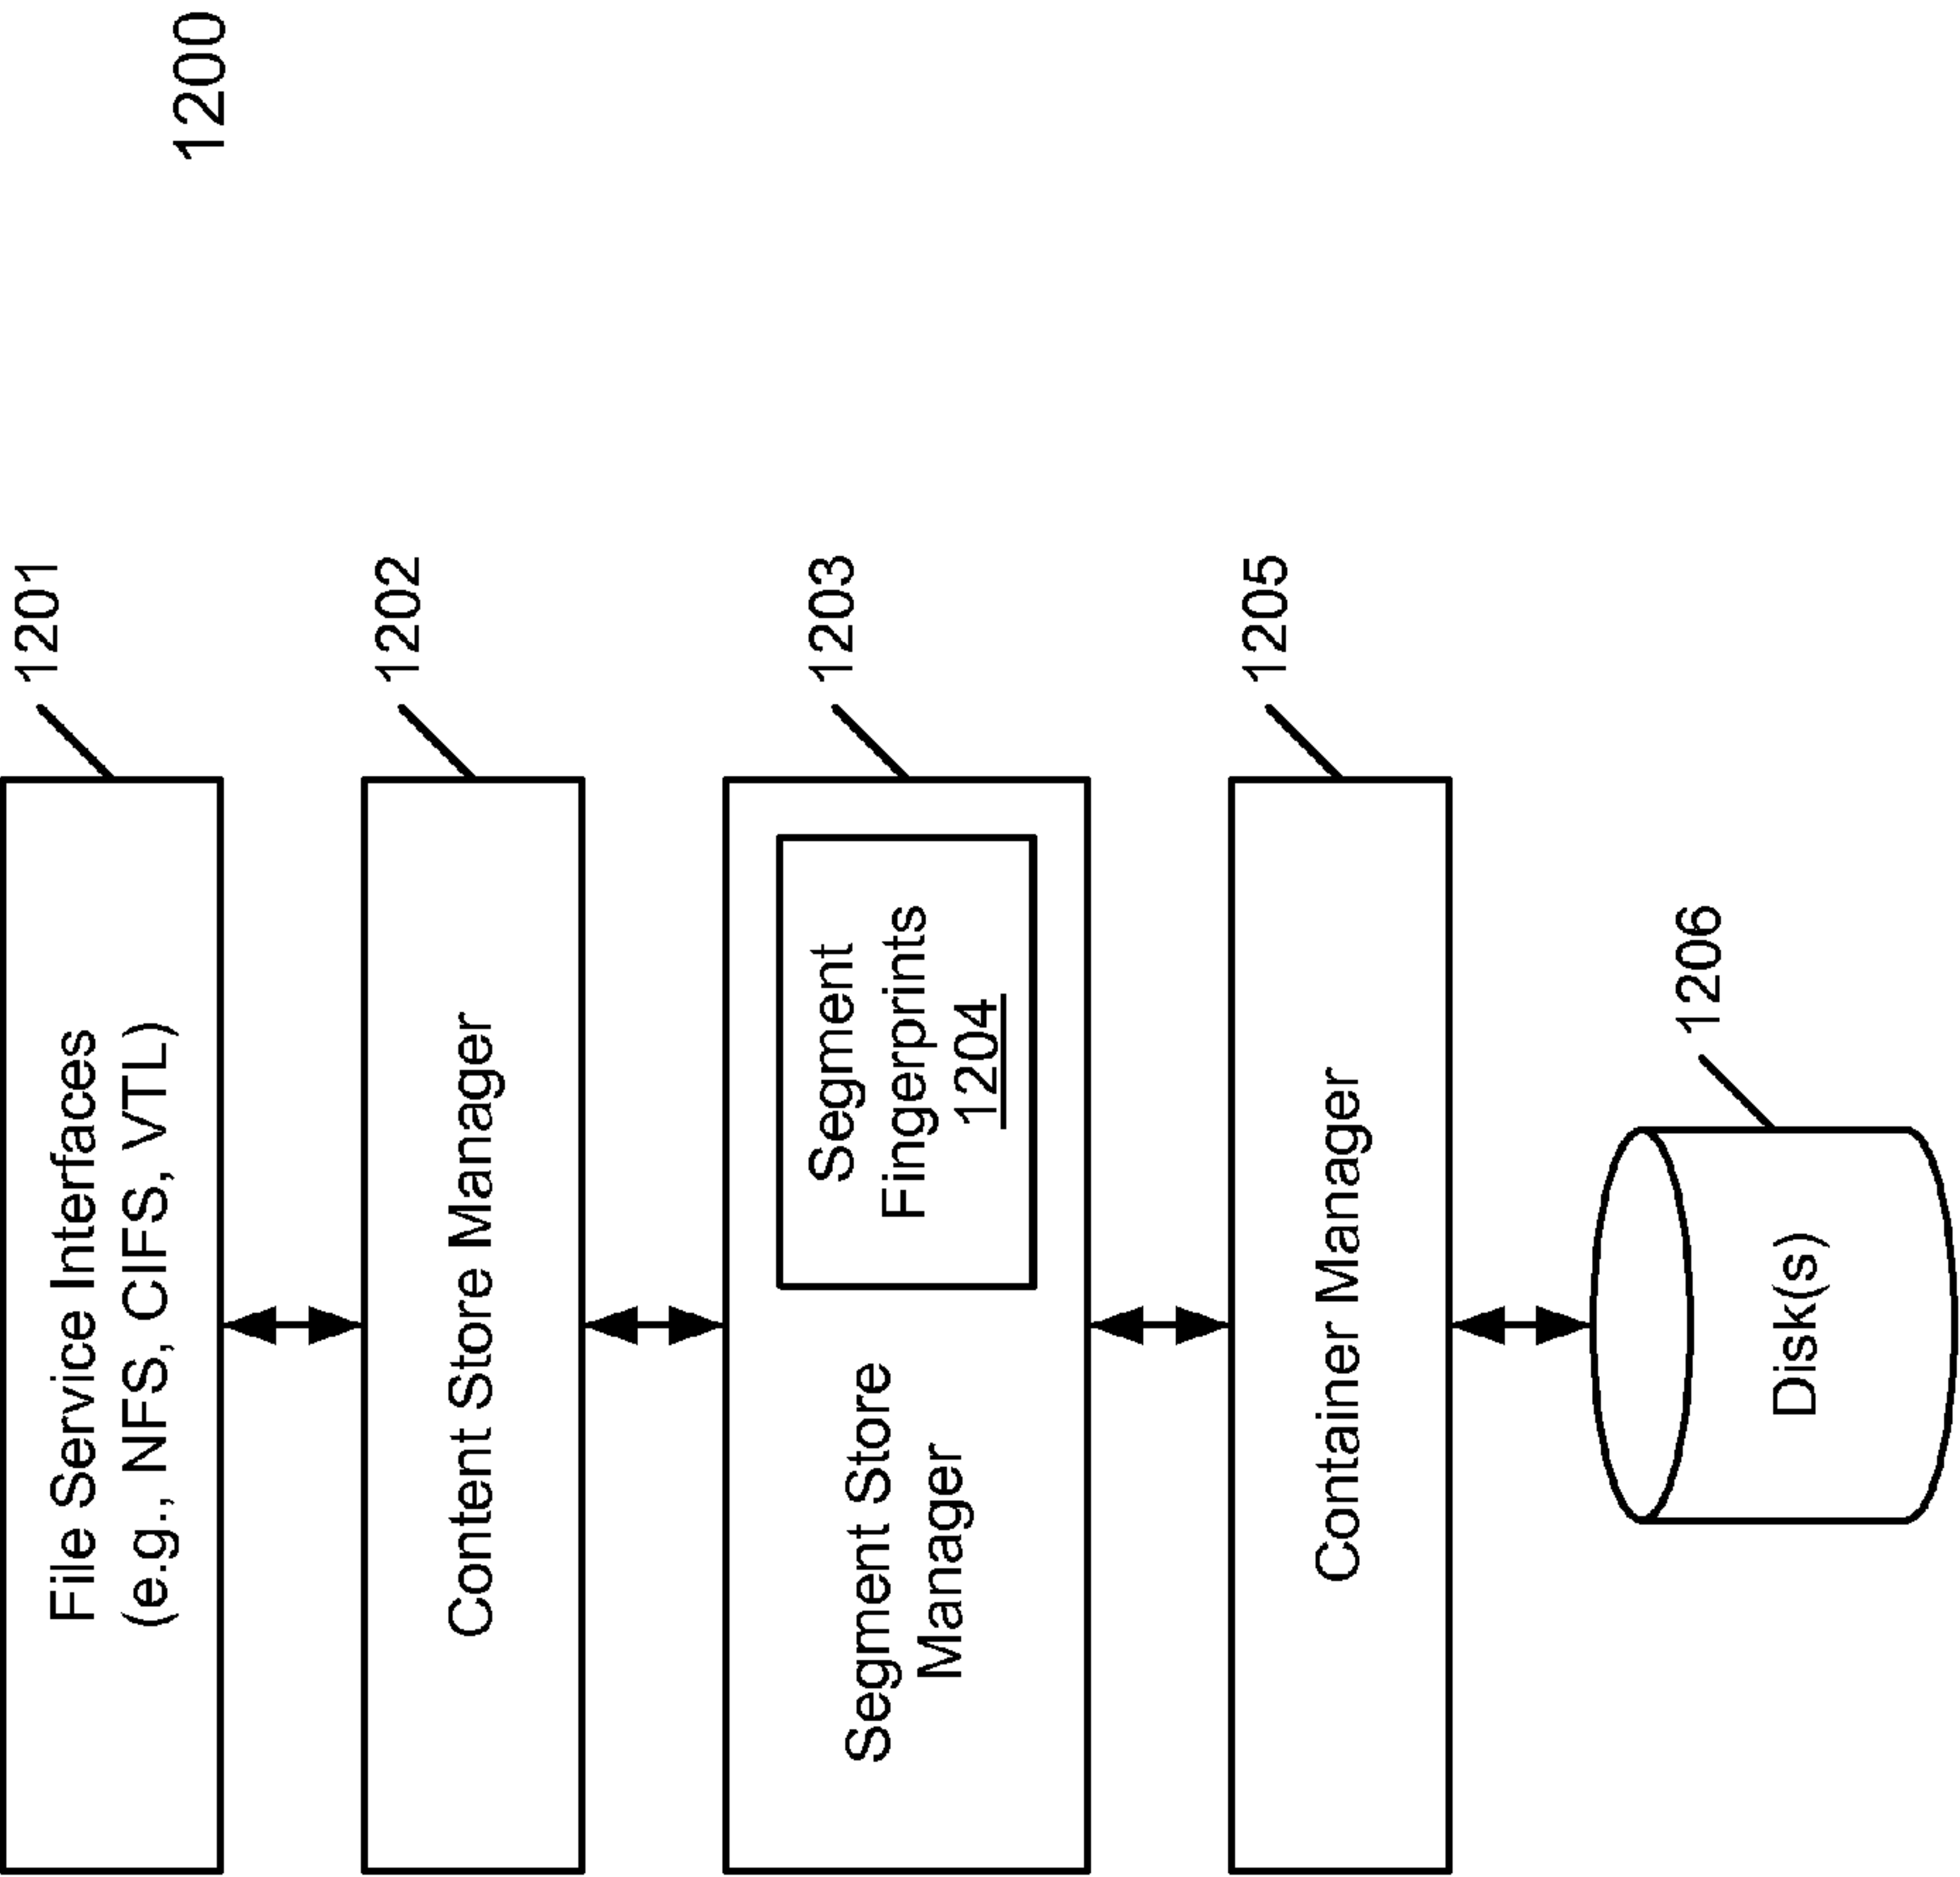 1200
File Service Interfaces
(e.g., NFS, CIFS, VTL)
1201
Content Store Manager
1202
Segment Store
Manager
Segment
Fingerprints
1204
1203
Container Manager
1205
Disk(s)
1206